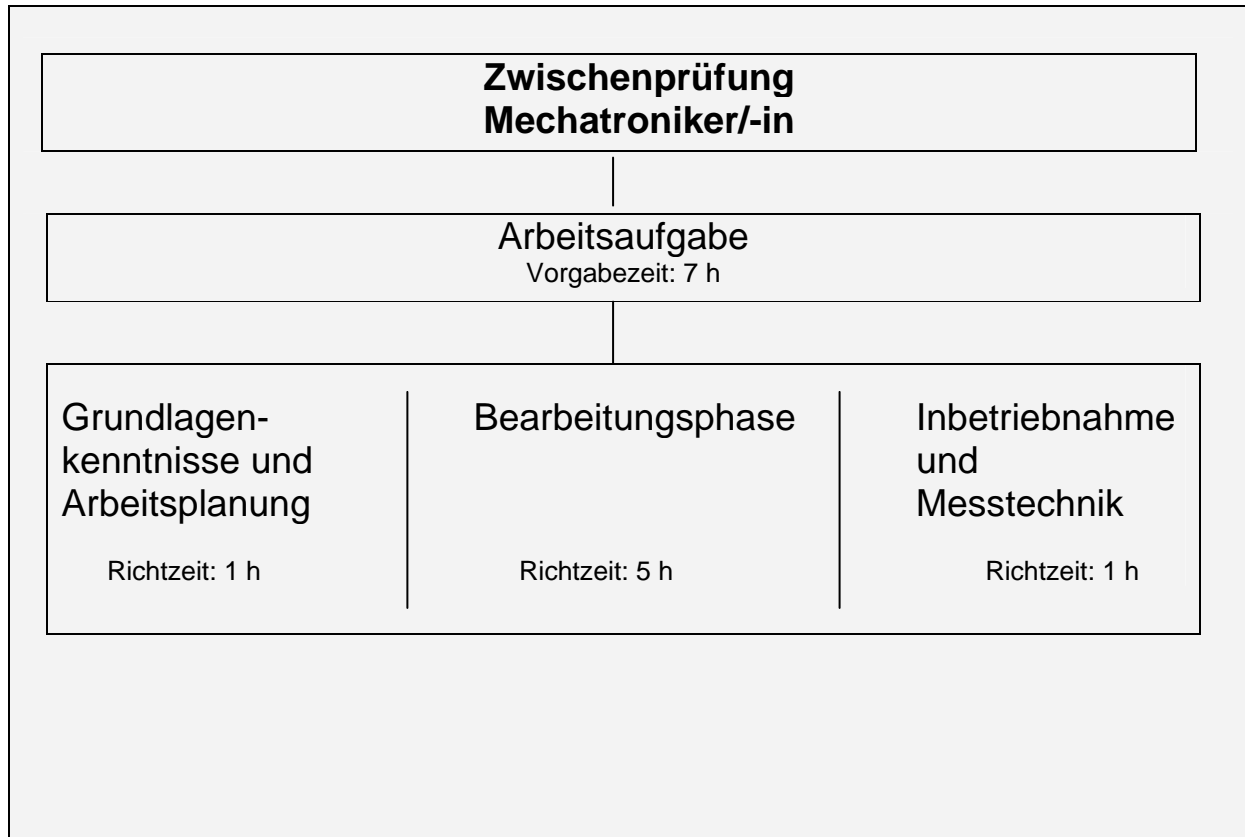 Zwischenprüfung
Mechatroniker/-in
Arbeitsaufgabe
Vorgabezeit: 7 h
Grundlagen-
kenntnisse und
Arbeitsplanung
Richtzeit: 1 h
Bearbeitungsphase
Richtzeit: 5 h
Inbetriebnahme
und
Messtechnik
Richtzeit: 1 h